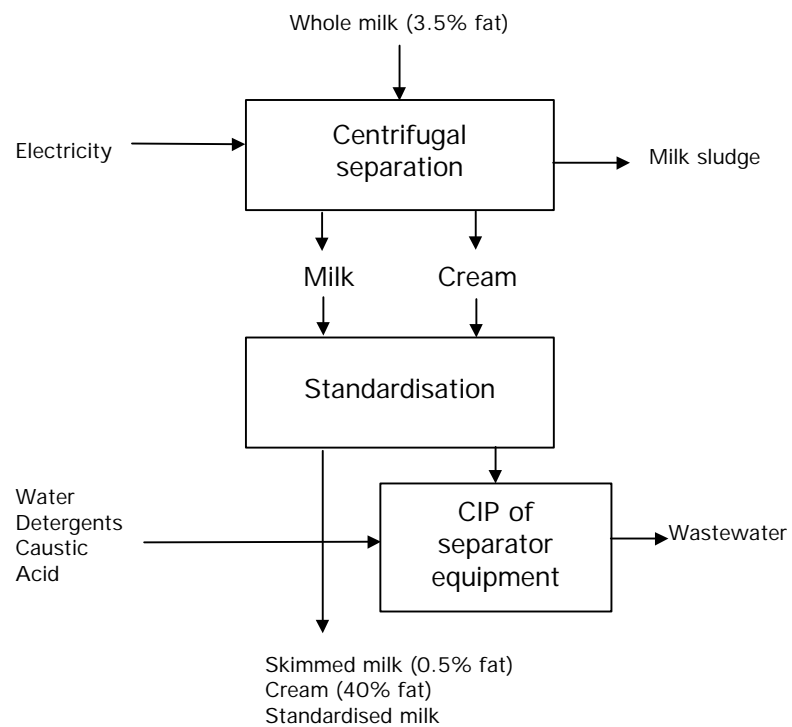 Whole milk (3.5% fat)
Electricity
Centrifugal
separation
Milk sludge
Milk
Cream
Standardisation
Water
Detergents
Caustic
Acid
CIP of
separator
equipment
Wastewater
Skimmed milk (0.5% fat)
Cream (40% fat)
Standardised milk